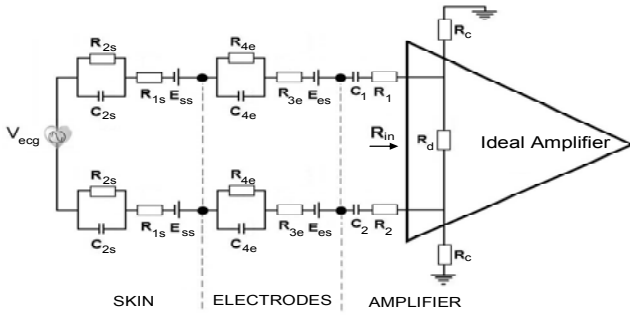 R2s
R4e
Rc
C2s
R1s
Ess
C4e
R3e
Ees
C1
R1
Vecg
Rin
Rd
Ideal Amplifier
R2s
R4e
C2s
R1s
Ess
C4e
R3e
Ees
C2
R2
Rc
SKIN
ELECTRODES
AMPLIFIER